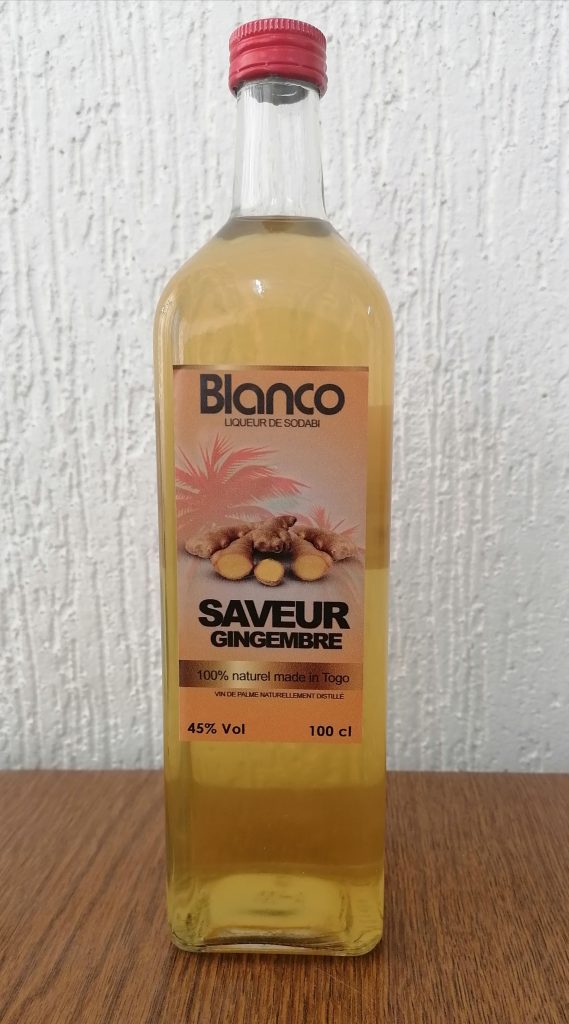 Blanco
LIQUEUR DE SODABI
SAVEUR
GINGEMBRE
100% naturel made in Togo
VIN DE PALME NATURELLEMENT DISTILLÉ
45% Vol 100 cl